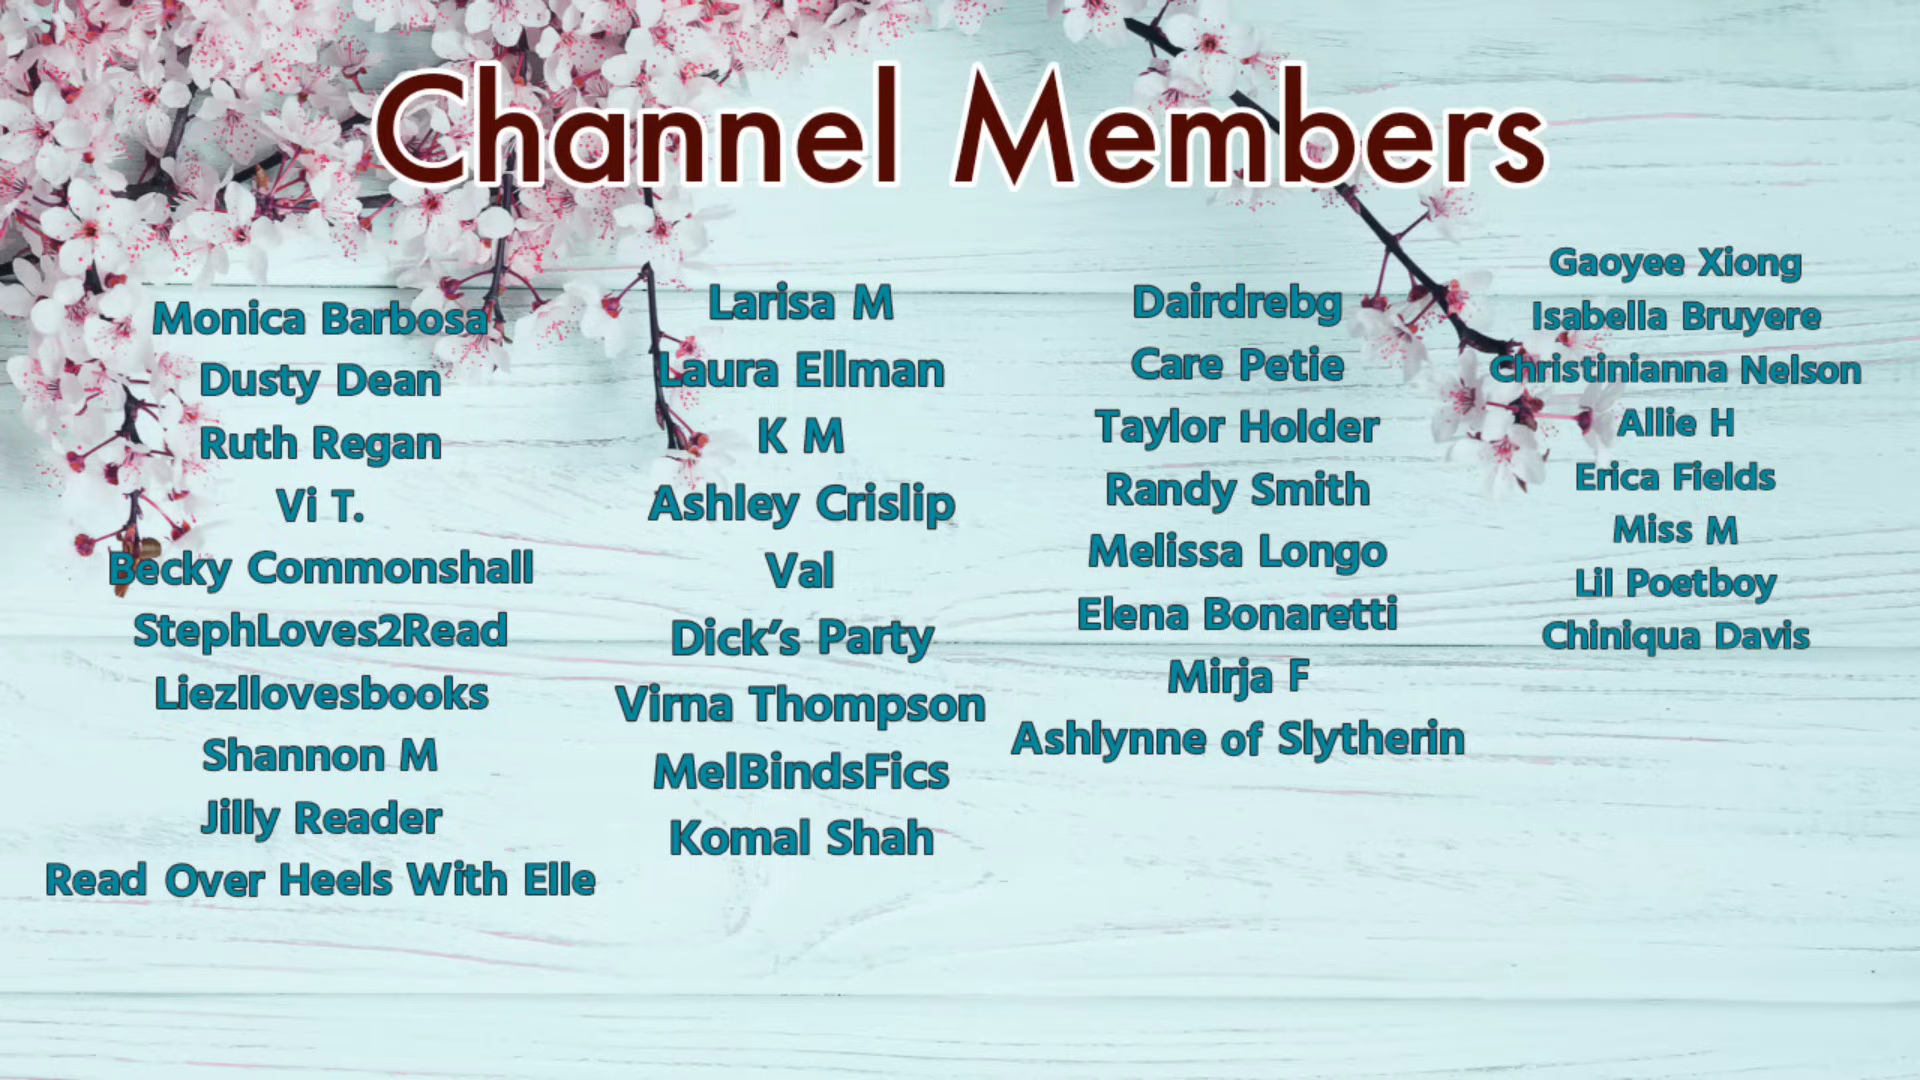 Channel Members
Monica Barbosa
Dusty Dean
Ruth Regan
Vi T.
Becky Commonshall
StephLoves2Read
Liezllovesbooks
Shannon M
Jilly Reader
Read Over Heels With Elle
Larisa M
Laura Ellman
K M
Ashley Crislip
Val
Dick’s Party
Virna Thompson
MelBindsFics
Komal Shah
Dairdrebg
Care Petie
Taylor Holder
Randy Smith
Melissa Longo
Elena Bonaretti
Mirja F
Ashlynne of Slytherin
Gaoyee Xiong
Isabella Bruyere
Christinianna Nelson
Allie H
Erica Fields
Miss M
Lil Poetboy
Chiniqua Davis